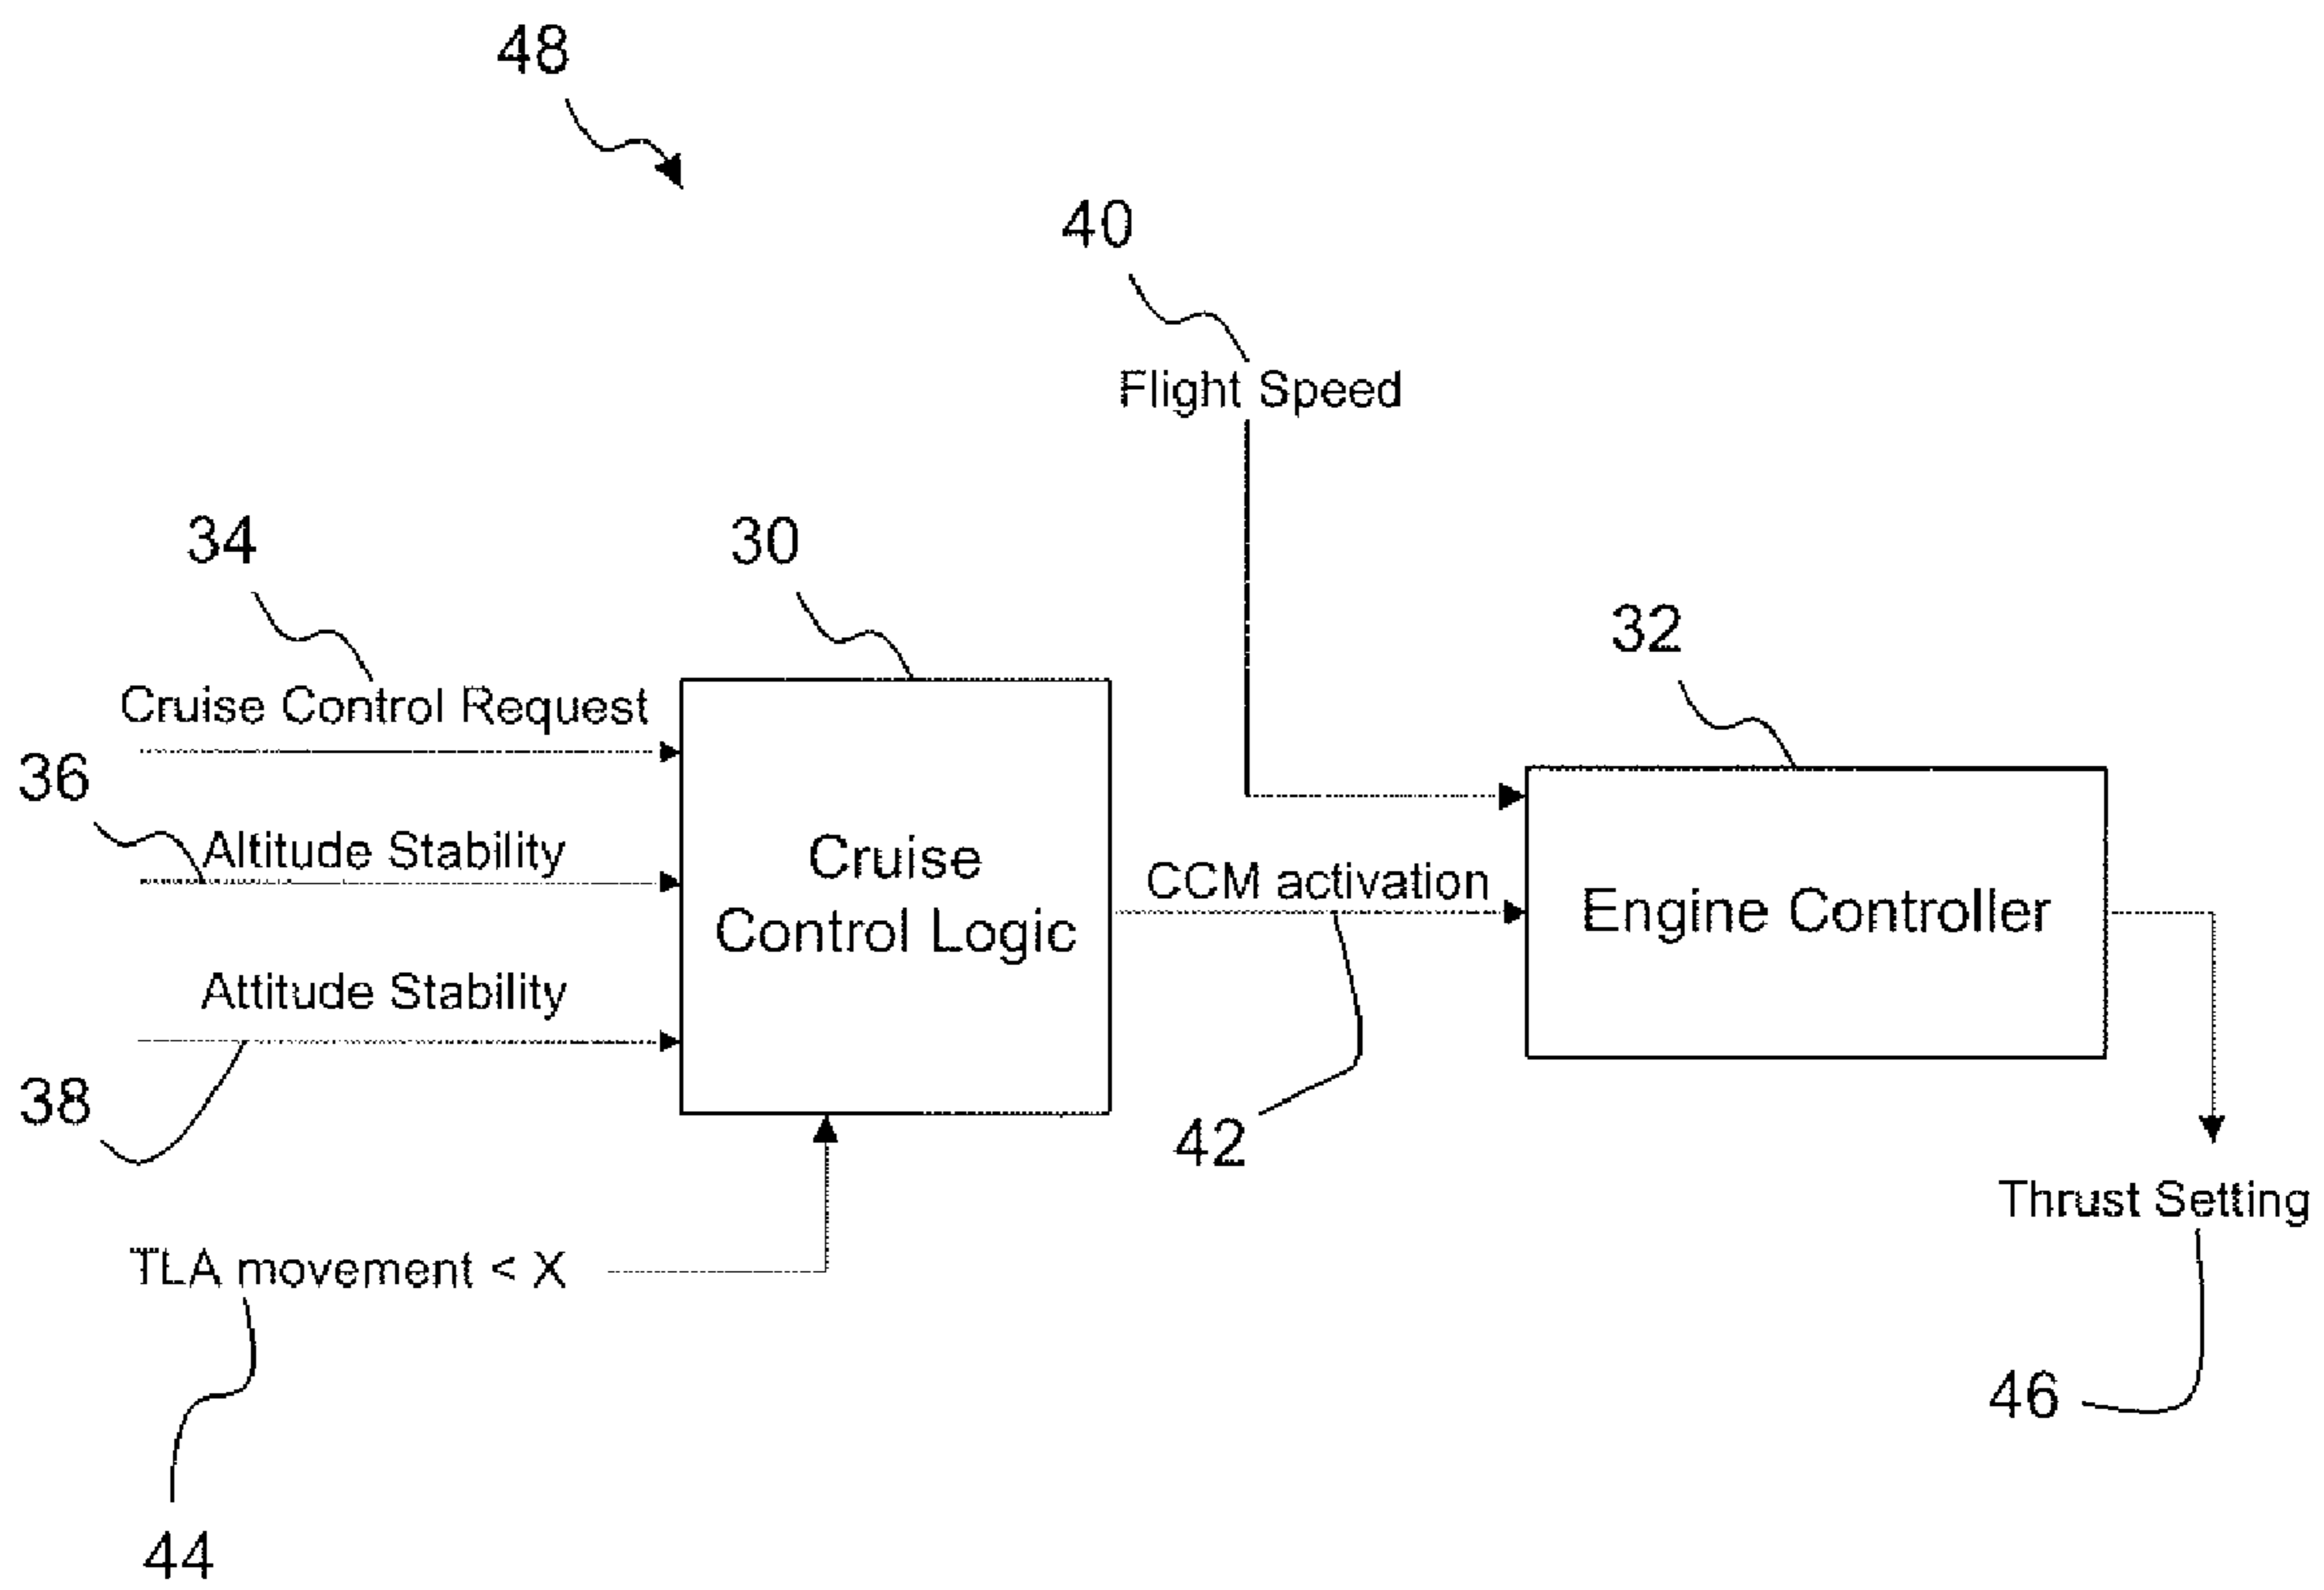 48
40
Flight Speed
34
30
32
Cruise Control Request
36
Altitude Stability
Cruise
Control Logic
CCM activation
Engine Controller
Attitude Stability
38
42
Thrust Setting
TLA movement < X
46
44